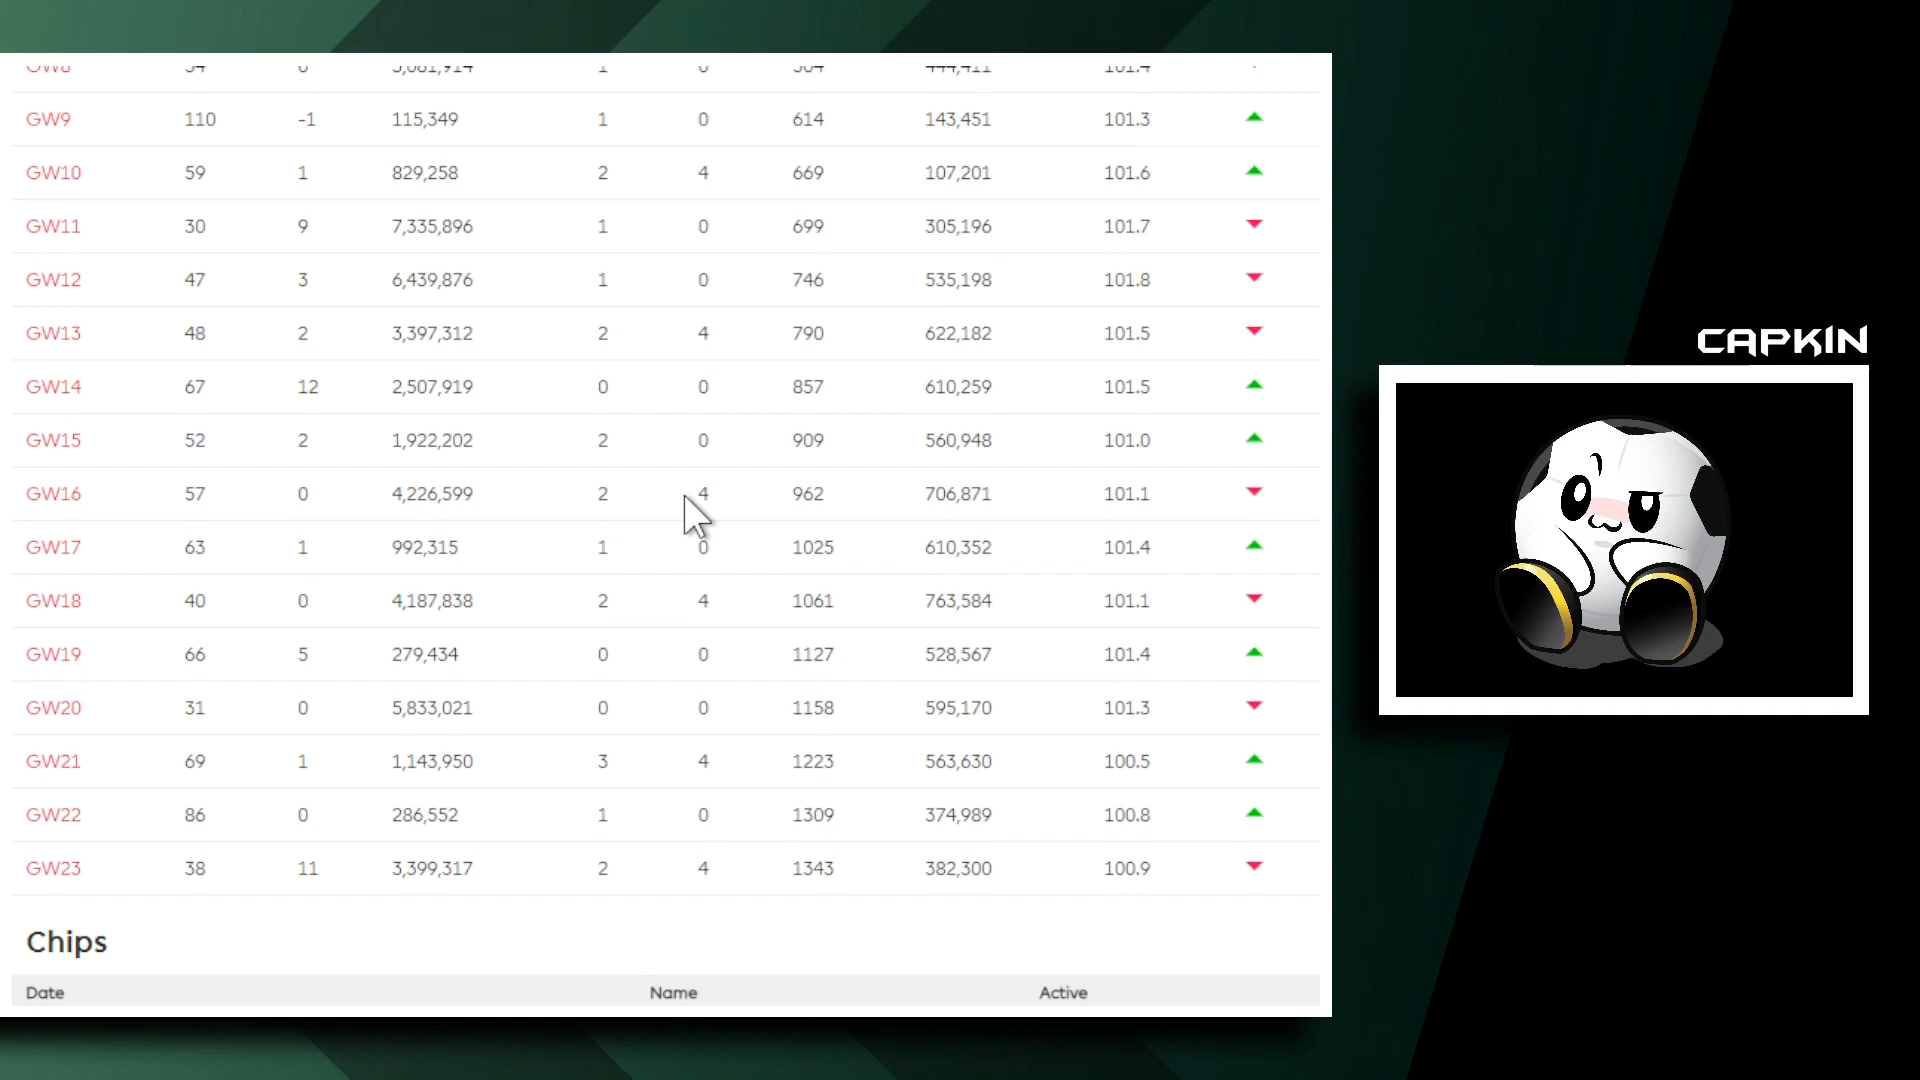 GW9 110 -1 115,349 1 0 614 143,451 101.3
GW10 59 1 829,258 2 4 669 107,201 101.6
GW11 30 9 7,335,896 1 0 699 305,196 101.7
GW12 47 3 6,439,876 1 0 746 535,198 101.8
GW13 48 2 3,397,312 2 4 790 622,182 101.5
GW14 67 12 2,507,919 0 0 857 610,259 101.5
GW15 52 2 1,922,202 2 0 909 560,948 101.0
GW16 57 0 4,226,599 2 4 962 706,871 101.1
GW17 63 1 992,315 1 0 1025 610,352 101.4
GW18 40 0 4,187,838 2 4 1061 763,584 101.1
GW19 66 5 279,434 0 0 1127 528,567 101.4
GW20 31 0 5,833,021 0 0 1158 595,170 101.3
GW21 69 1 1,143,950 3 4 1223 563,630 100.5
GW22 86 0 286,552 1 0 1309 374,989 100.8
GW23 38 11 3,399,317 2 4 1343 382,300 100.9
Chips
Date Name Active
CAPKIN